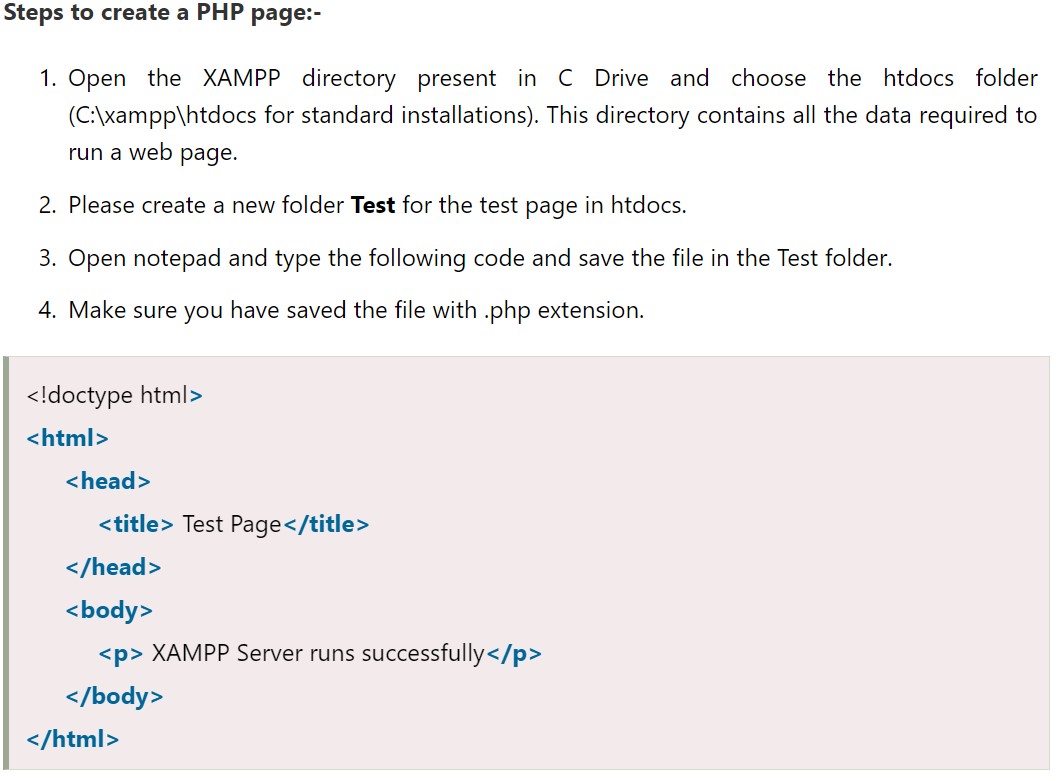 Steps to create a PHP page:-
1. Open the XAMPP directory present in C Drive and choose the htdocs folder
(C:\xampp\htdocs for standard installations). This directory contains all the data required to
run a web page.
2. Please create a new folder Test for the test page in htdocs.
3. Open notepad and type the following code and save the file in the Test folder.
4. Make sure you have saved the file with .php extension.
<!doctype html>
<html>
<head>
<title> Test Page</title>
</head>
<body>
<p> XAMPP Server runs successfully</p>
</body>
</html>